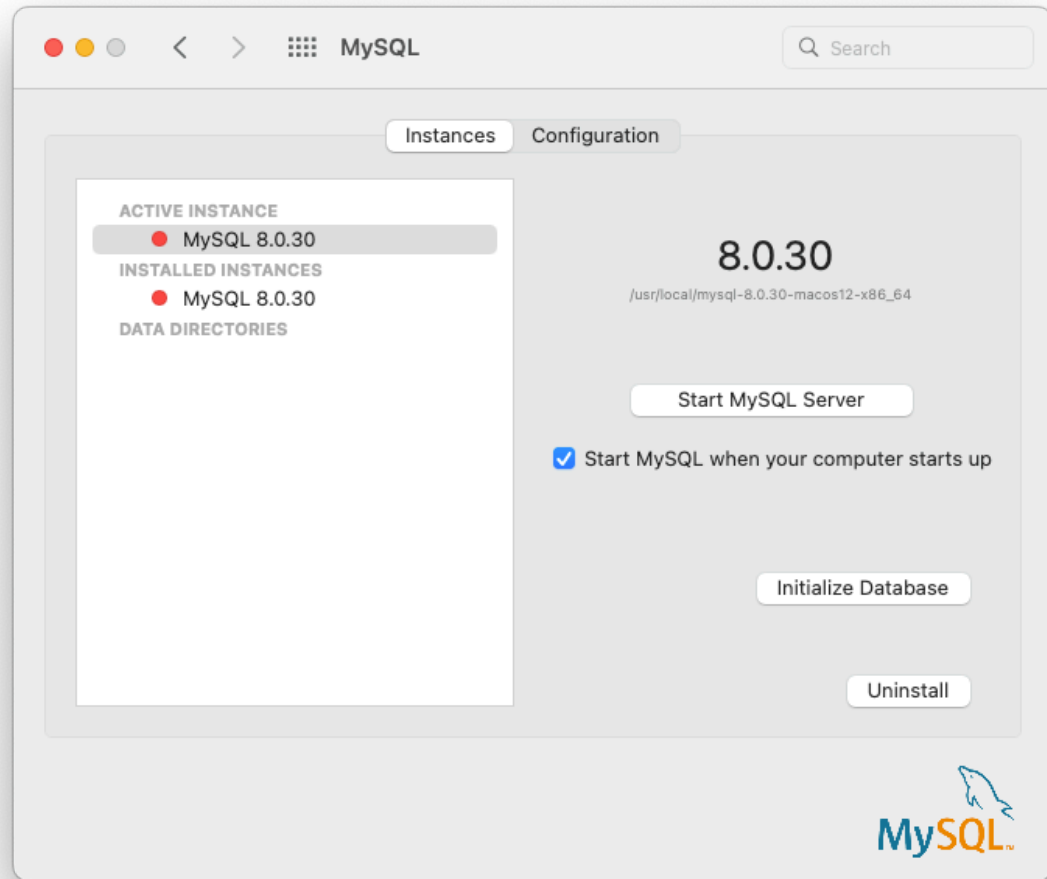 MySQL
Search
Instances
Configuration
ACTIVE INSTANCE
MySQL 8.0.30
INSTALLED INSTANCES
MySQL 8.0.30
DATA DIRECTORIES
8.0.30
/usr/local/mysql-8.0.30-macos12-x86_64
Start MySQL Server
Start MySQL when your computer starts up
Initialize Database
Uninstall
MySQL™